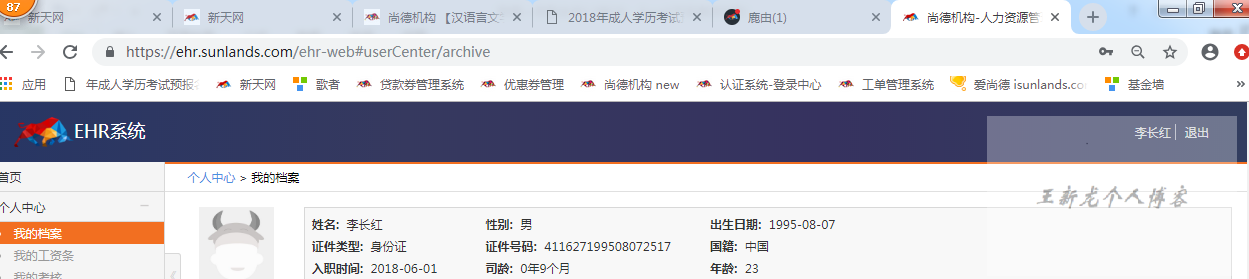 87
新天网 新天网 尚德机构 【汉语言文 2018年成人学历考试 鹿由(1) 尚德机构-人力资源管
https://ehr.sunlands.com/ehr-web#userCenter/archive
应用 年成人学历考试预报 新天网 歌者 贷款券管理系统 优惠券管理 尚德机构 new 认证系统-登录中心 工单管理系统 爱尚德 isunlands.co 基金墙 »
EHR系统 李长红 | 退出
首页 个人中心 > 我的档案
个人中心
我的档案
我的工资条
我的考核
王新龙个人博客
姓名: 李长红 性别: 男 出生日期: 1995-08-07
证件类型: 身份证 证件号码: 411627199508072517 国籍: 中国
入职时间: 2018-06-01 司龄: 0年9个月 年龄: 23